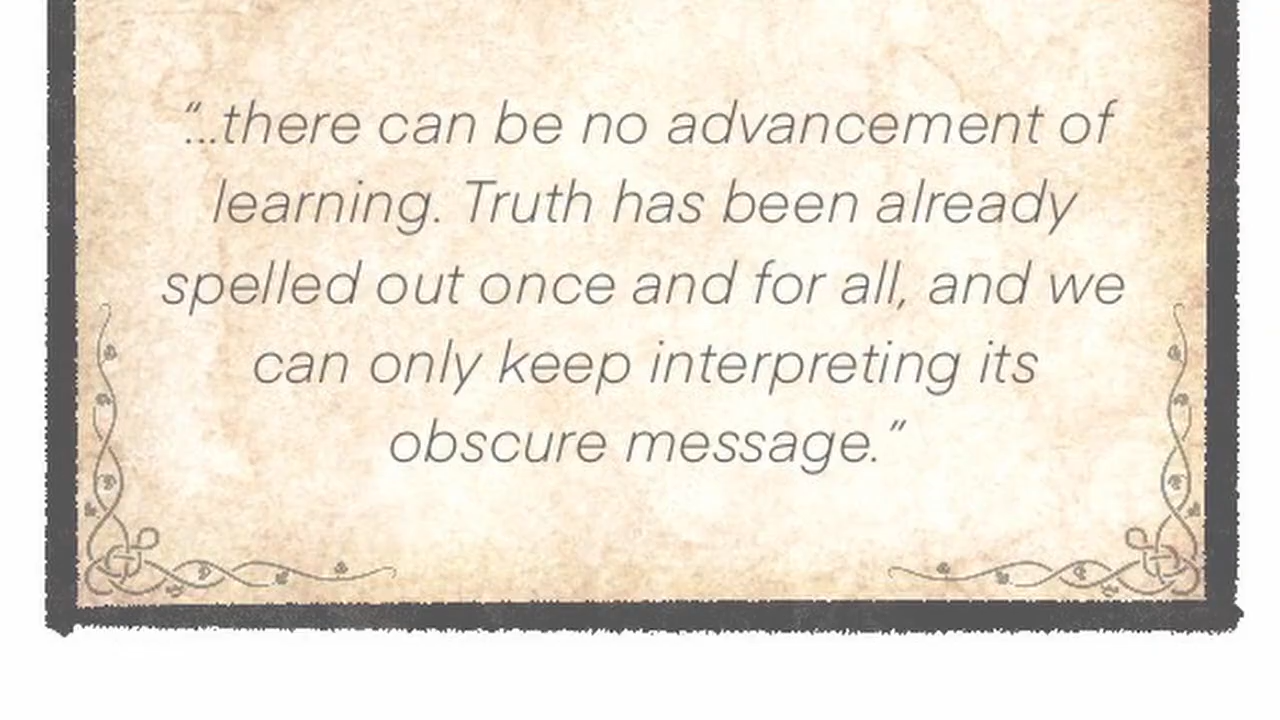 “...there can be no advancement of
learning. Truth has been already
spelled out once and for all, and we
can only keep interpreting its
obscure message.”